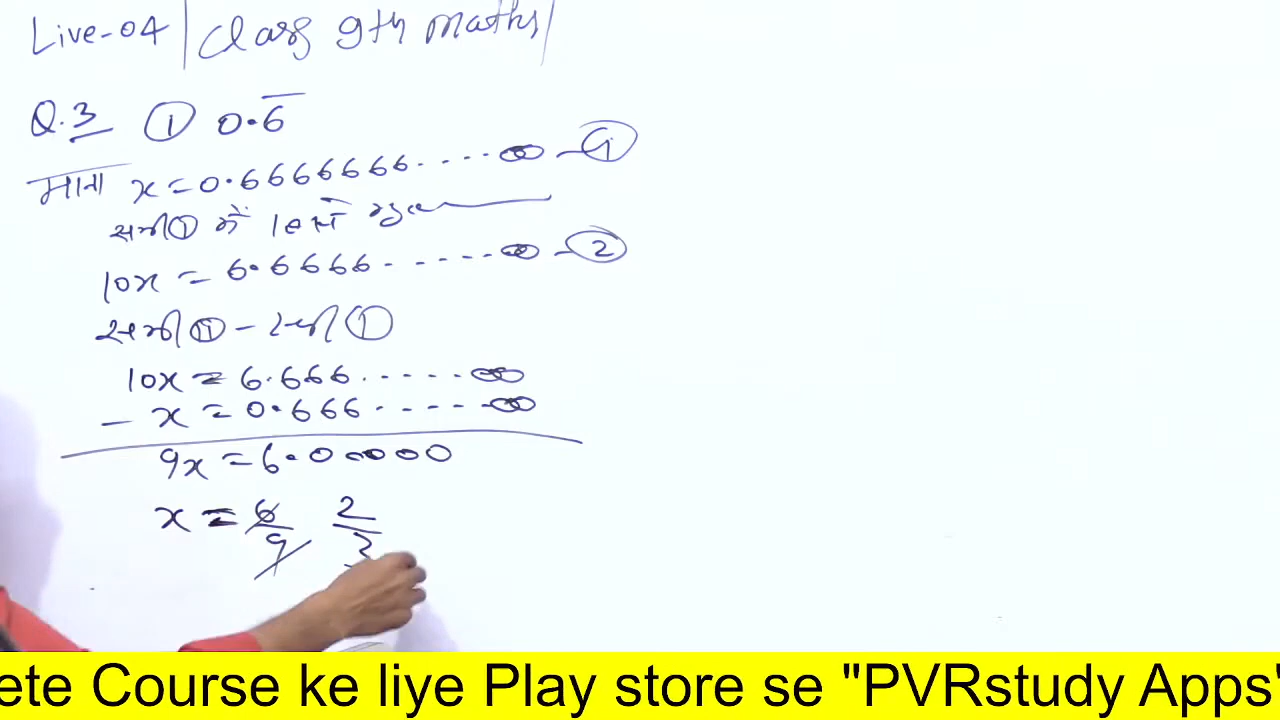 Live-04 | Class 9th maths |
Q.3 ① 0.6̅
माना x = 0.6666666.....∞ - ①
समी① में 10 से गुणा
10x = 6.6666.......∞ - ②
समी② - समी①
10x = 6.666......∞
- x = 0.666......∞
9x = 6.00000
x = 6/9 2/3
ete Course ke liye Play store se "PVRstudy Apps"